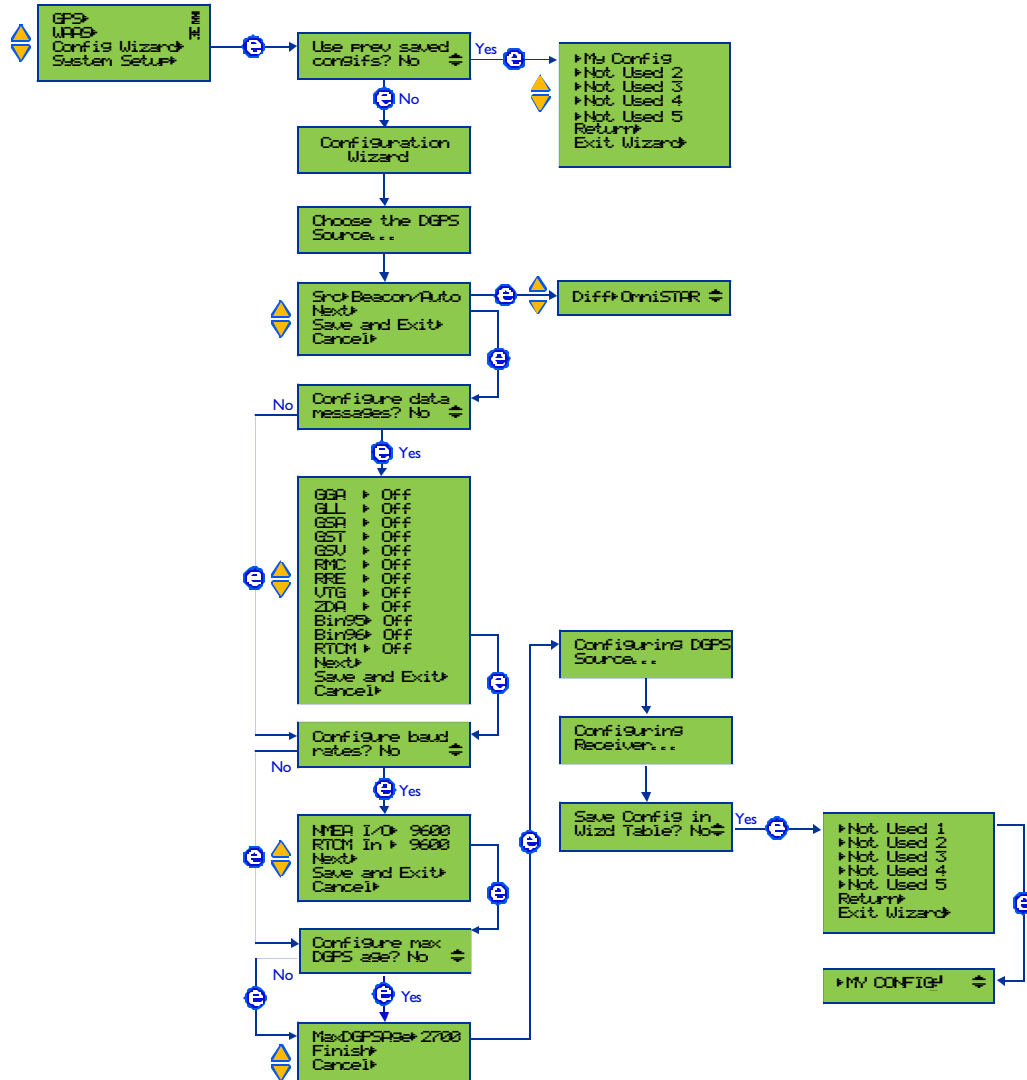 GPS
WAAS
Config Wizard
System Setup
e
Use prev saved
congifs? No
Yes
e
My Config
Not Used 2
Not Used 3
Not Used 4
Not Used 5
Return
Exit Wizard
e
No
Configuration
Wizard
Choose the DGPS
Source...
Src Beacon/Auto
Next
Save and Exit
Cancel
e
Diff OmniSTAR
e
Configure data
messages? No
No
e
Yes
GGA Off
GLL Off
GSA Off
GST Off
GSV Off
RMC Off
RRE Off
VTG Off
ZDA Off
Bin95 Off
Bin96 Off
RTCM Off
Next
Save and Exit
Cancel
e
e
Configure baud
rates? No
No
e
Yes
NMEA I/O 9600
RTCM In 9600
Next
Save and Exit
Cancel
e
e
Configure max
DGPS age? No
No
e
e
Yes
MaxDGPSAge 2700
Finish
Cancel
e
Configuring DGPS
Source...
Configuring
Receiver...
Save Config in
Wizd Table? No
Yes
e
Not Used 1
Not Used 2
Not Used 3
Not Used 4
Not Used 5
Return
Exit Wizard
e
MY CONFIG